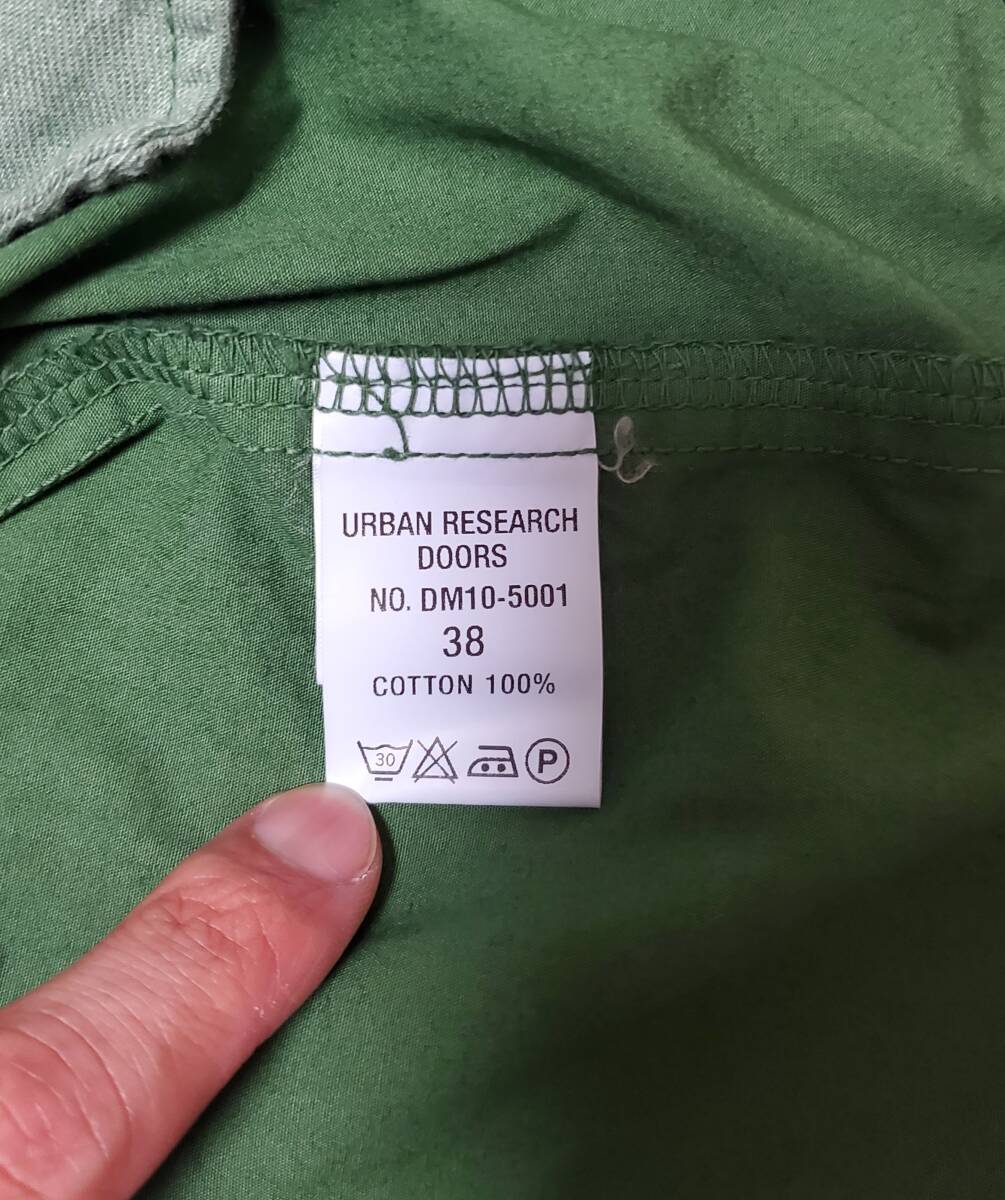 URBAN RESEARCH
DOORS
NO. DM10-5001
38
COTTON 100%
30 P